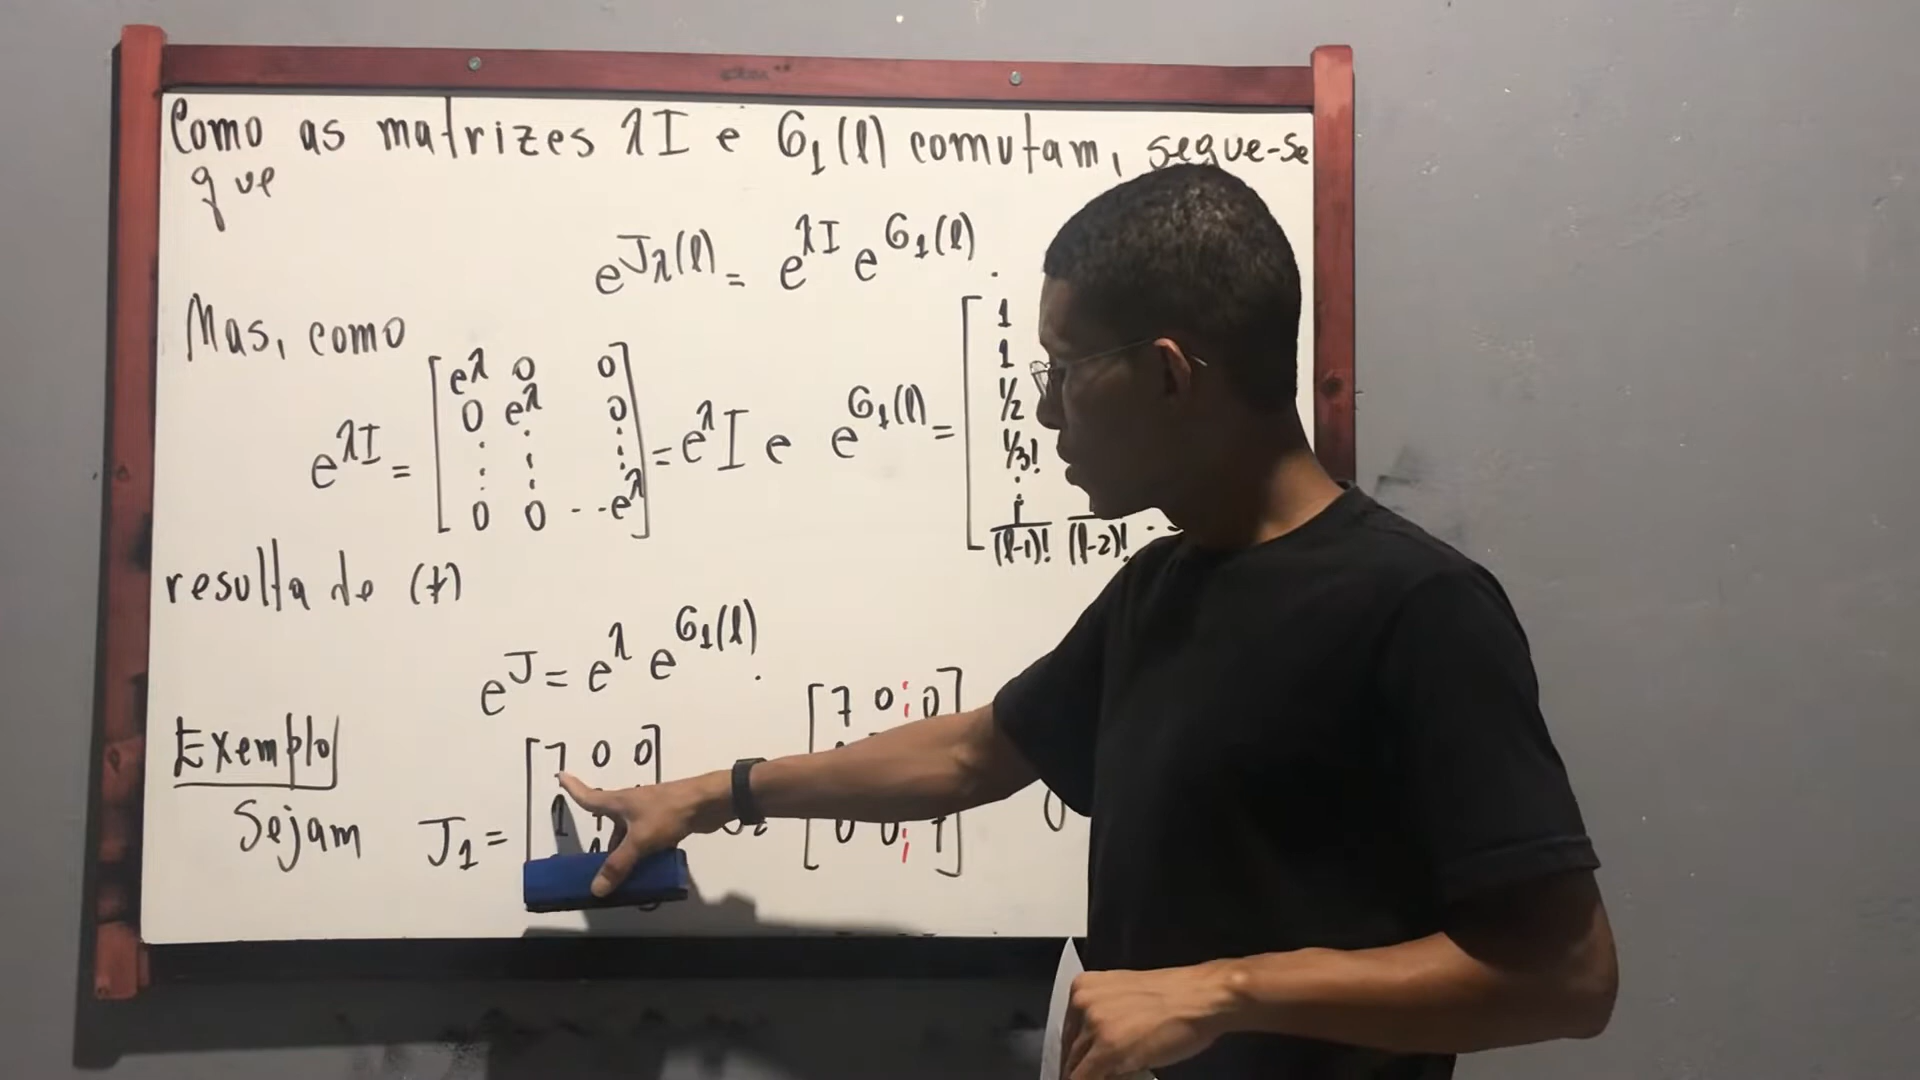 Como as matrizes λI e G₁(l) comutam, segue-se
que
e^{Jλ(l)} = e^{λI} e^{G₁(l)}.
Mas, como
e^{λI} = [e^λ 0 0; 0 e^λ 0; ⋮ ⋮ ⋮; 0 0 --e^λ] = e^λ I e e^{G₁(l)} = [1; 1; 1/2; 1/3!; ⋮; 1/(l-1)! 1/(l-2)! ..
resulta de (†)
e^J = e^λ e^{G₁(l)}.
Exemplo
Sejam J₁ = [7 0 0; 1 [7 0 0; 0 0 7] 0